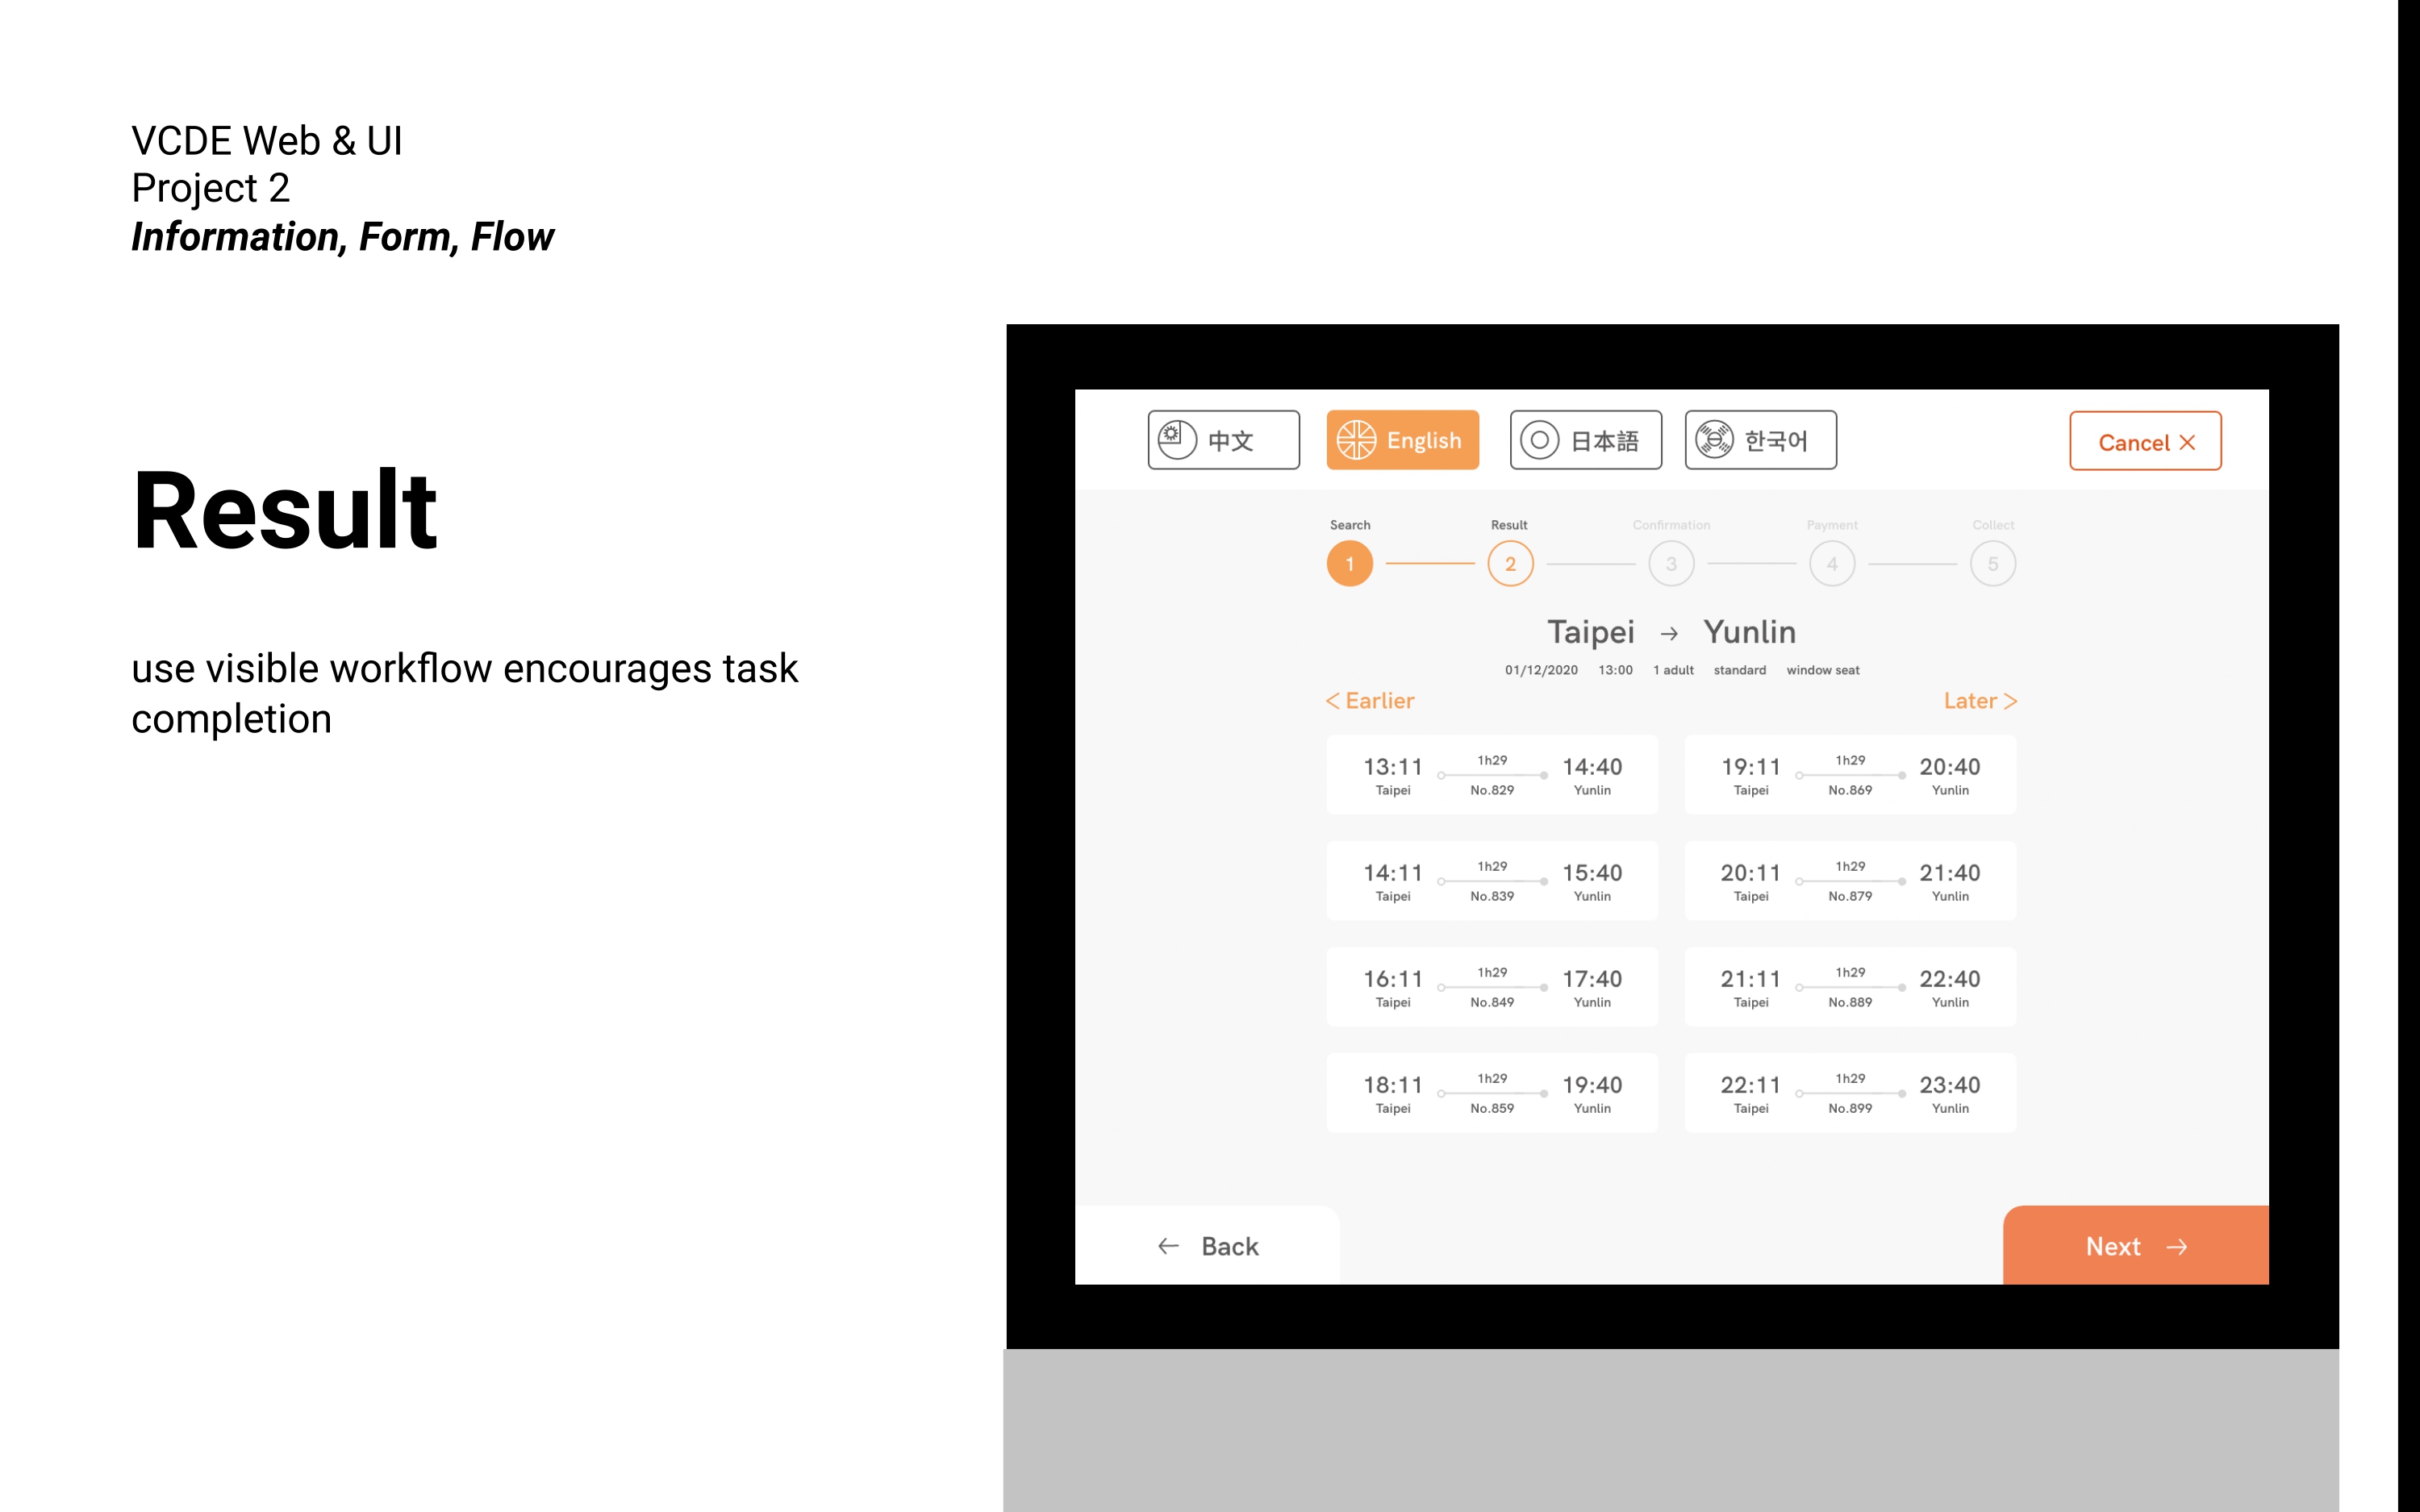 VCDE Web & UI
Project 2
Information, Form, Flow
Result
use visible workflow encourages task
completion
中文
English
日本語
한국어
Cancel ×
Search
Result
Confirmation
Payment
Collect
1
2
3
4
5
Taipei → Yunlin
01/12/2020 13:00 1 adult standard window seat
< Earlier
Later >
13:11 1h29 14:40
Taipei No.829 Yunlin
19:11 1h29 20:40
Taipei No.869 Yunlin
14:11 1h29 15:40
Taipei No.839 Yunlin
20:11 1h29 21:40
Taipei No.879 Yunlin
16:11 1h29 17:40
Taipei No.849 Yunlin
21:11 1h29 22:40
Taipei No.889 Yunlin
18:11 1h29 19:40
Taipei No.859 Yunlin
22:11 1h29 23:40
Taipei No.899 Yunlin
← Back
Next →